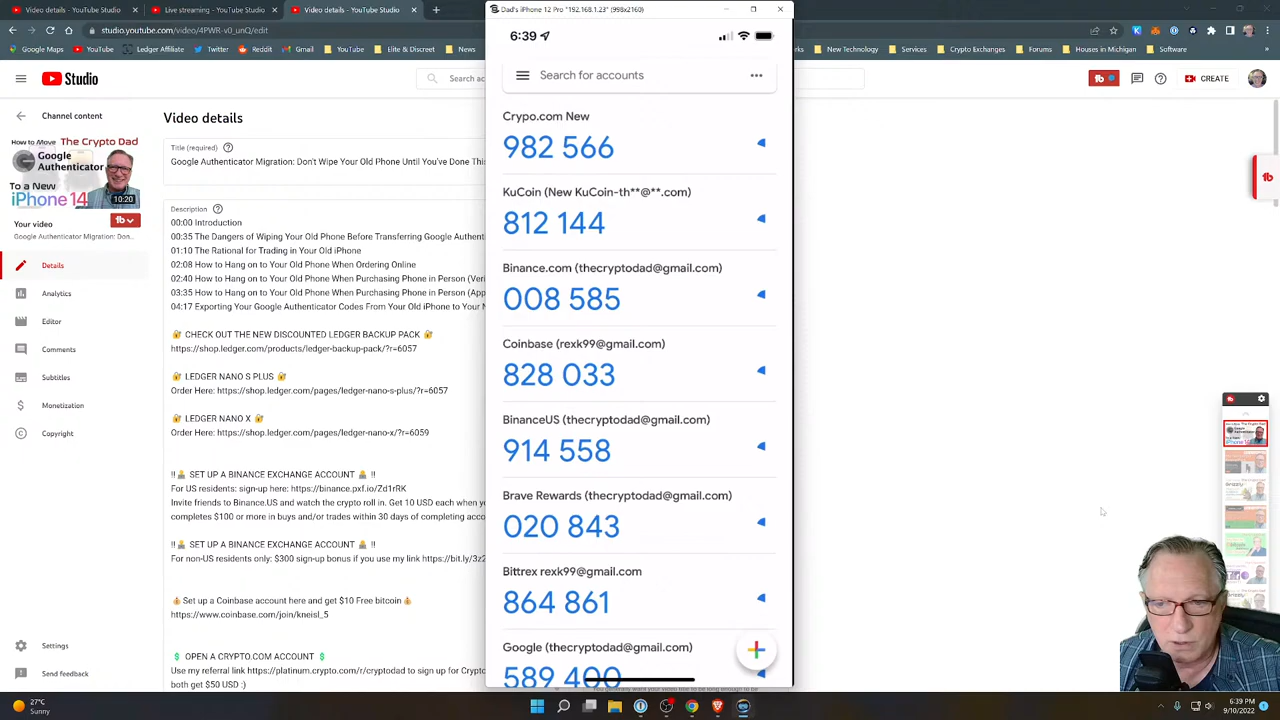 Video details - YouTube Studio
Live streaming - YouTube Studio
Video details - YouTube Studio
Dad's iPhone 12 Pro "192.168.1.23" (998x2160)
youtube.com/video/4PWR-v0_unQ/edit
Google Maps
YouTube
Ledger Affiliate
Twitter
Reddit
Gmail
Elite & Discreet
News
New Technology
Services
Crypto Exchanges
Forums
Houses For Rent
Other Bookmarks
Studio
Search
CREATE
Channel content
How to Move The Crypto Dad
Google
Authenticator
To a New
iPhone 14
10:20
Your video
Google Authenticator Migration: Don...
Details
Analytics
Editor
Comments
Subtitles
Monetization
Copyright
Settings
Send feedback
Video details
Title (required)
Google Authenticator Migration: Don't Wipe Your Old Phone Until You've Done This
Description
00:00 Introduction
00:35 The Dangers of Wiping Your Old Phone Before Transferring Google Authent
01:10 The Rational for Trading in Your Old iPhone
02:08 How to Hang on to Your Old Phone When Ordering Online
02:40 How to Hang on to Your Old Phone When Purchasing Phone in Person (Veri
03:35 How to Hang on to Your Old Phone When Purchasing Phone in Person (App
04:17 Exporting Your Google Authenticator Codes From Your Old iPhone to Your N
🔐 CHECK OUT THE NEW DISCOUNTED LEDGER BACKUP PACK 🔐
https://shop.ledger.com/products/ledger-backup-pack/?r=6057
🔐 LEDGER NANO S PLUS 🔐
Order Here: https://shop.ledger.com/pages/ledger-nano-s-plus/?r=6057
🔐 LEDGER NANO X 🔐
Order Here: https://shop.ledger.com/pages/ledger-nano-x/?r=6059
!! SET UP A BINANCE EXCHANGE ACCOUNT !!
For US residents: sign-up here: https://binance.pxf.io/Zd1rRK
Invite friends to Binance.US and watch the crypto roll in. Get 10 USD each when y
completes $100 or more in buys and/or trades within 30 days of completing accou
!! SET UP A BINANCE EXCHANGE ACCOUNT !!
For non-US residents only: $300 sign-up bonus if you use my link https://bit.ly/3z2
💰Set up a Coinbase account here and get $10 Free bitcoin💰
https://www.coinbase.com/join/kneisl_5
💲 OPEN A CRYPTO.COM ACCOUNT 💲
Use my referral link https://platinum.crypto.com/r/cryptodad to sign up for Crypto
both get $50 USD :)
6:39
Search for accounts
Crypo.com New
982 566
KuCoin (New KuCoin-th**@**.com)
812 144
Binance.com (thecryptodad@gmail.com)
008 585
Coinbase (rexk99@gmail.com)
828 033
BinanceUS (thecryptodad@gmail.com)
914 558
Brave Rewards (thecryptodad@gmail.com)
020 843
Bittrex rexk99@gmail.com
864 861
Google (thecryptodad@gmail.com)
589 400
27°C
Sunny
6:39 PM